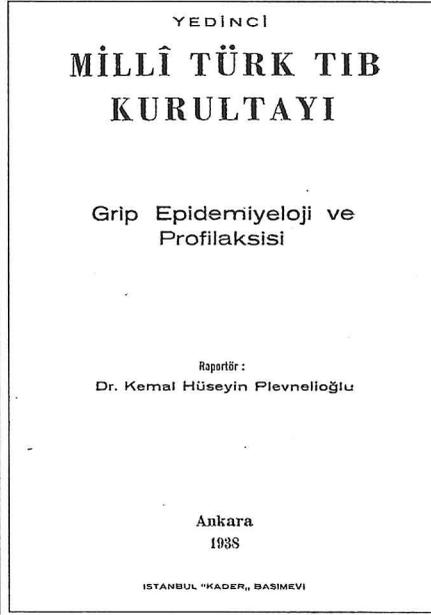 YEDİNCİ
MİLLÎ TÜRK TIB
KURULTAYI
Grip Epidemiyeloji ve
Profilaksisi
Raportör :
Dr. Kemal Hüseyin Plevnelioğlu
Ankara
1938
ISTANBUL "KADER,, BASIMEVİ